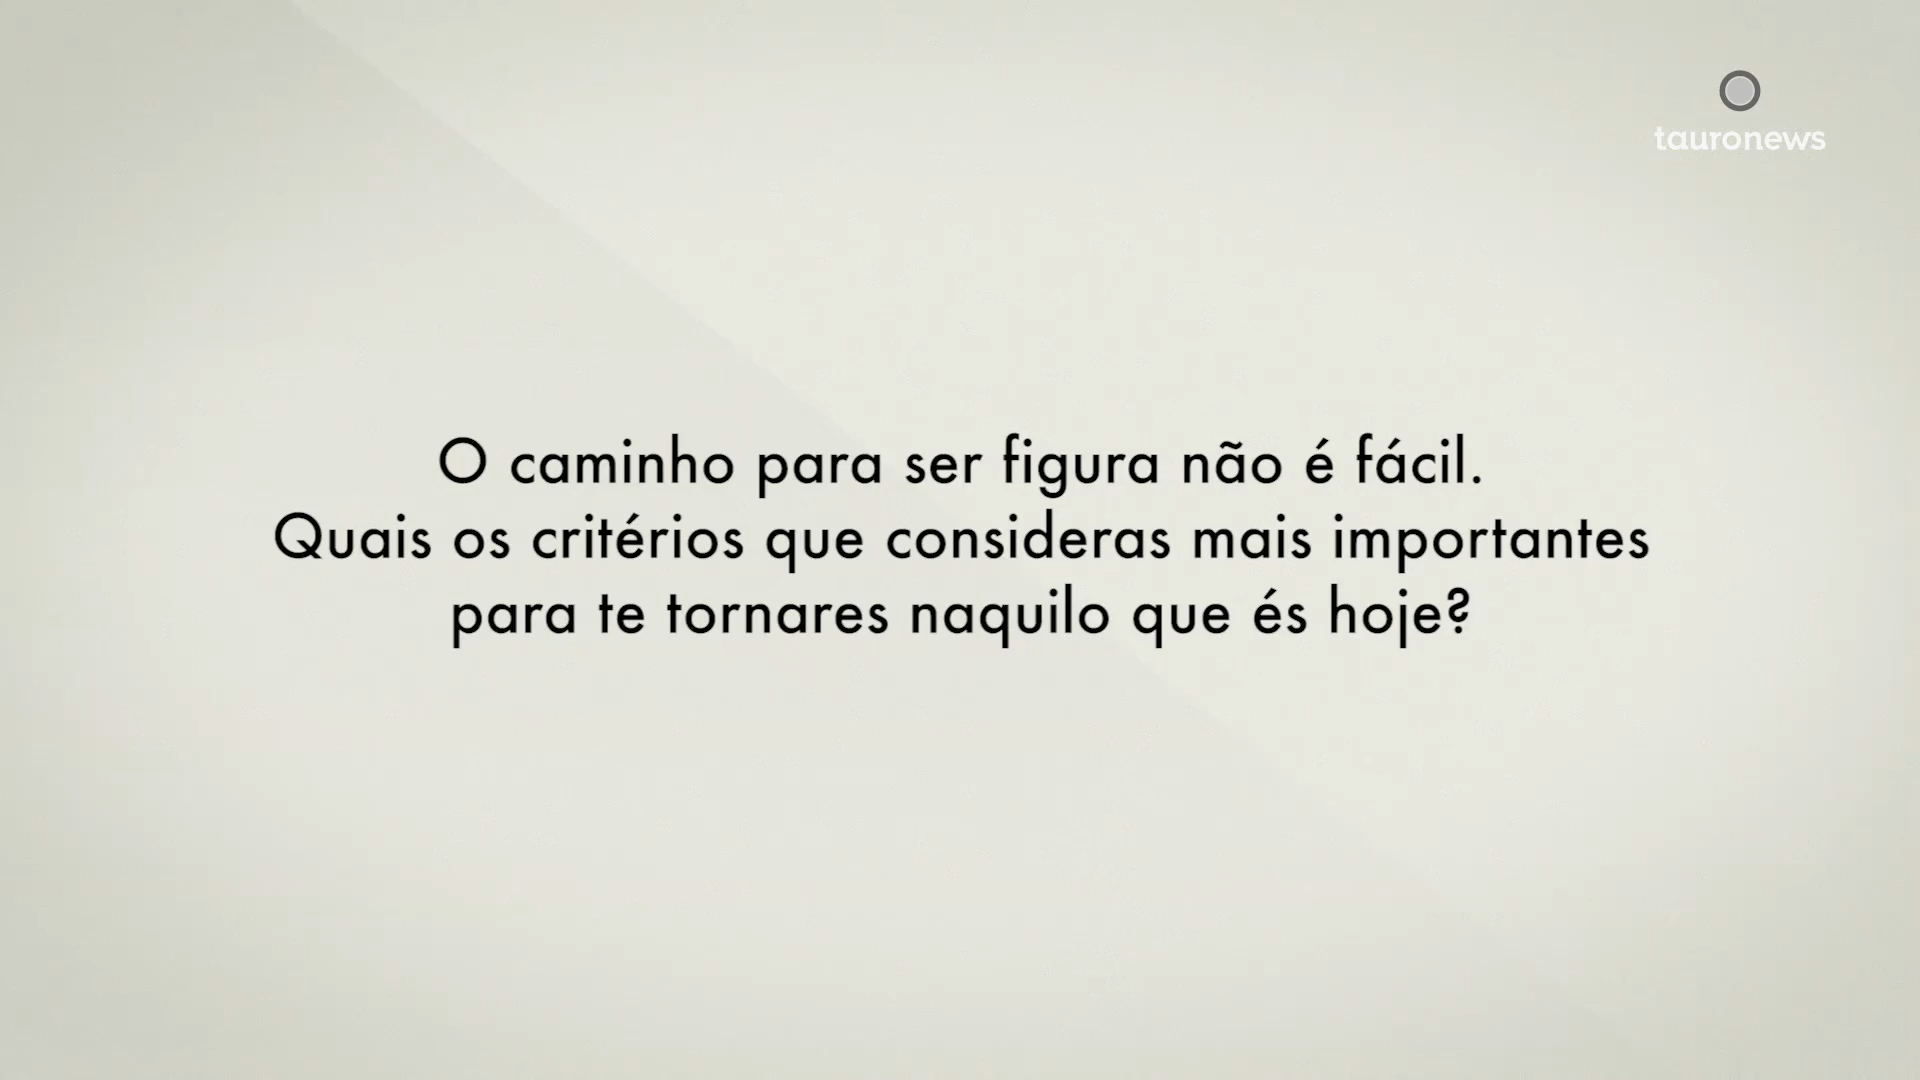 tauronews
O caminho para ser figura não é fácil.
Quais os critérios que consideras mais importantes
para te tornares naquilo que és hoje?